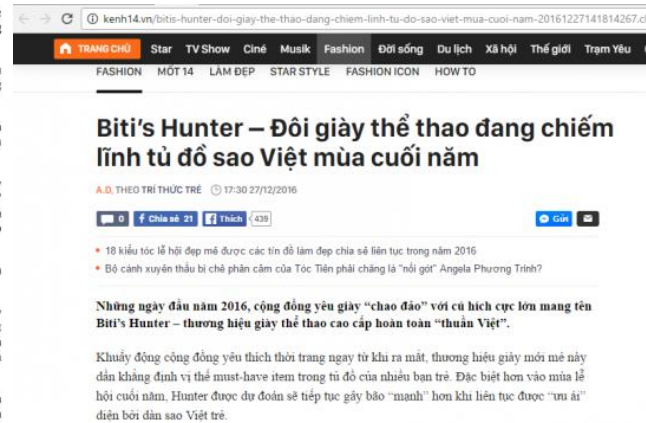 kenh14.vn/bitis-hunter-doi-giay-the-thao-dang-chiem-linh-tu-do-sao-viet-mua-cuoi-nam-20161227141814267.c
TRANG CHỦ Star TV Show Ciné Musik Fashion Đời sống Du lịch Xã hội Thế giới Trạm Yêu
FASHION MỐT 14 LÀM ĐẸP STAR STYLE FASHION ICON HOW TO
Biti’s Hunter – Đôi giày thể thao đang chiếm
lĩnh tủ đồ sao Việt mùa cuối năm
A.D, THEO TRÍ THỨC TRẺ 17:30 27/12/2016
0 Chia sẻ 21 Thích 439 Gửi
18 kiểu tóc lễ hội đẹp mê được các tín đồ làm đẹp chia sẻ liên tục trong năm 2016
Bộ cánh xuyên thấu bị chê phản cảm của Tóc Tiên phải chăng là "nối gót" Angela Phương Trinh?
Những ngày đầu năm 2016, cộng đồng yêu giày “chao đảo” với cú hích cực lớn mang tên
Biti’s Hunter – thương hiệu giày thể thao cao cấp hoàn toàn “thuần Việt”.
Khuấy động cộng đồng yêu thích thời trang ngay từ khi ra mắt, thương hiệu giày mới mẻ này
dần khẳng định vị thế must-have item trong tủ đồ của nhiều bạn trẻ. Đặc biệt hơn vào mùa lễ
hội cuối năm, Hunter được dự đoán sẽ tiếp tục gây bão “mạnh” hơn khi liên tục được “ưu ái”
diện bởi dàn sao Việt trẻ.